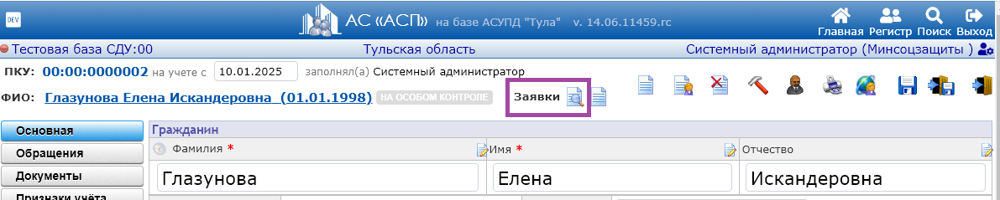 DEV
АС «АСП» на базе АСУПД "Тула" v. 14.06.11459.rc
Главная Регистр Поиск Выход
Тестовая база СДУ:00 Тульская область Системный администратор (Минсоцзащиты )
ПКУ: 00:00:0000002 на учете с 10.01.2025 заполнял(а) Системный администратор
ФИО: Глазунова Елена Искандеровна (01.01.1998) НА ОСОБОМ КОНТРОЛЕ Заявки
Основная
Обращения
Документы
Признаки учёта
Гражданин
Фамилия * Имя * Отчество
Глазунова Елена Искандеровна